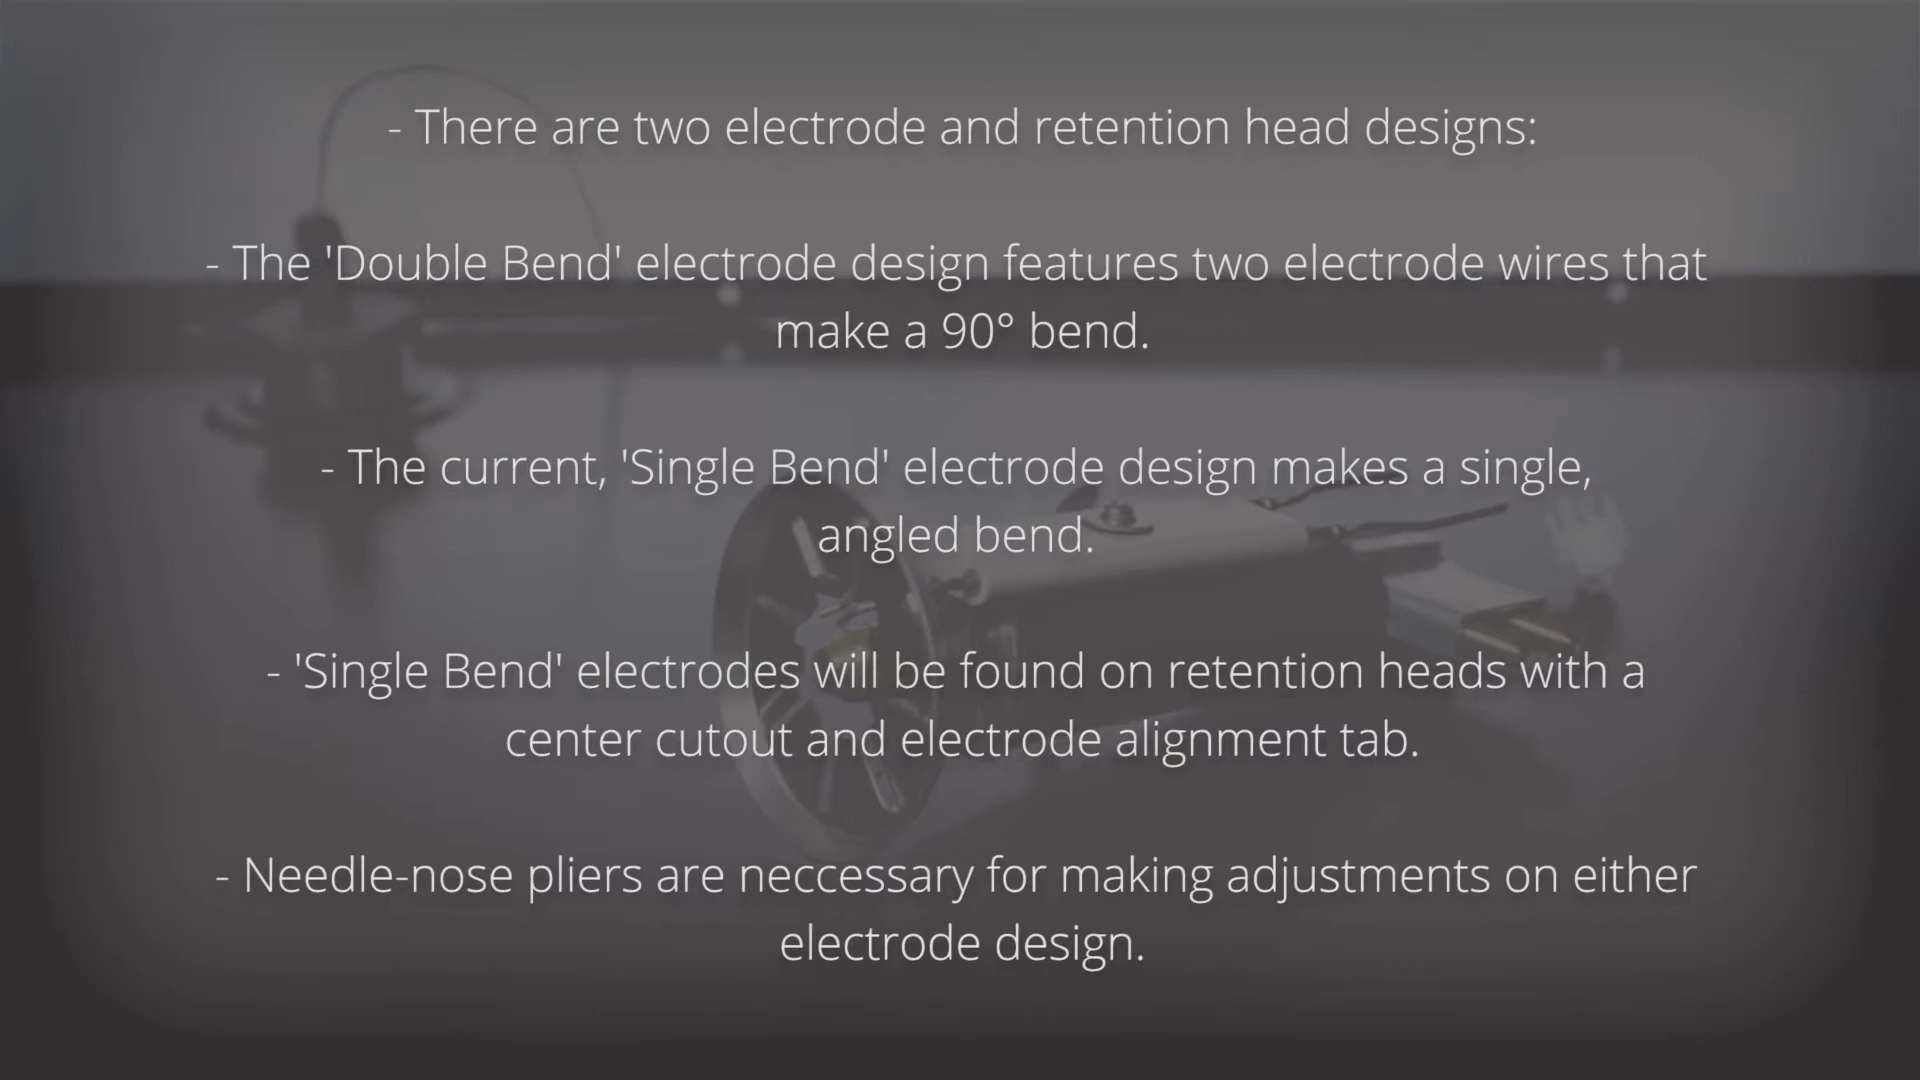 - There are two electrode and retention head designs:
- The 'Double Bend' electrode design features two electrode wires that
make a 90° bend.
- The current, 'Single Bend' electrode design makes a single,
angled bend.
- 'Single Bend' electrodes will be found on retention heads with a
center cutout and electrode alignment tab.
- Needle-nose pliers are neccessary for making adjustments on either
electrode design.